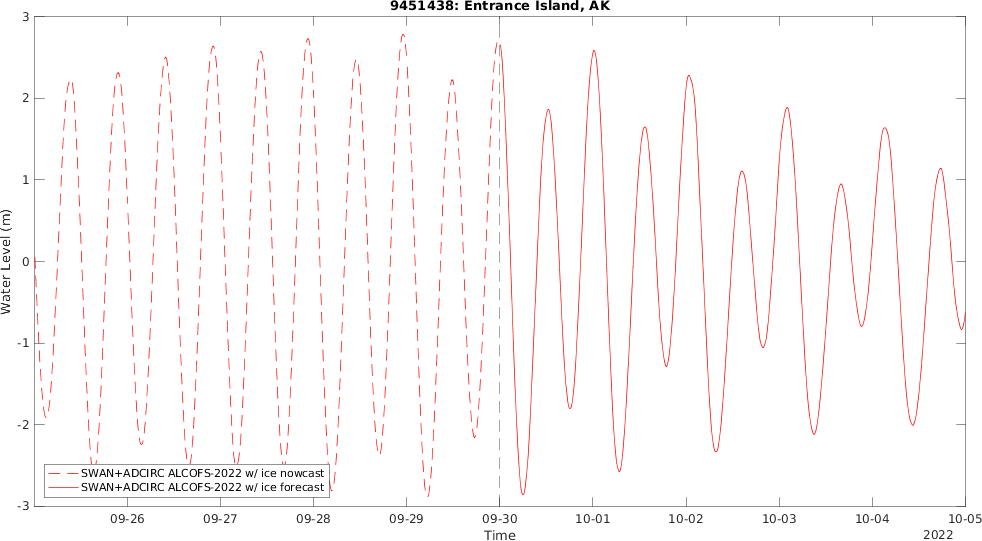 9451438: Entrance Island, AK
3
2
1
0
-1
-2
-3
Water Level (m)
SWAN+ADCIRC ALCOFS-2022 w/ ice nowcast
SWAN+ADCIRC ALCOFS-2022 w/ ice forecast
09-26 09-27 09-28 09-29 09-30 10-01 10-02 10-03 10-04 10-05
Time
2022